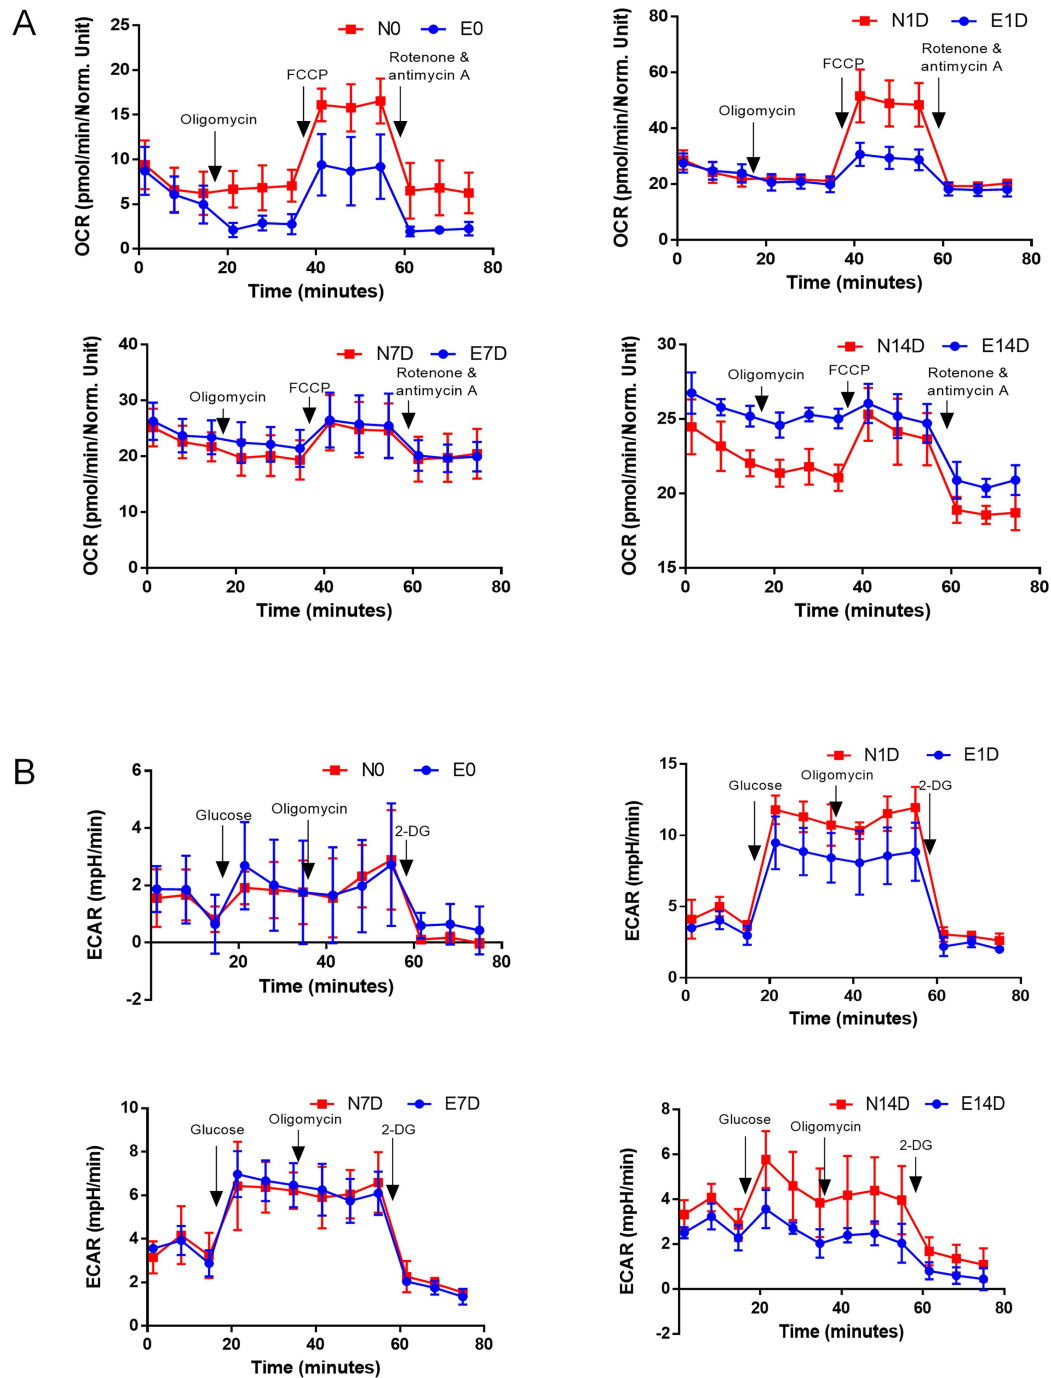 A
N0 E0
OCR (pmol/min/Norm. Unit)
25
20
15
10
5
0
Oligomycin
FCCP
Rotenone &
antimycin A
0 20 40 60 80
Time (minutes)
N1D E1D
OCR (pmol/min/Norm. Unit)
80
60
40
20
0
Oligomycin
FCCP
Rotenone &
antimycin A
0 20 40 60 80
Time (minutes)
N7D E7D
OCR (pmol/min/Norm. Unit)
40
30
20
10
0
Oligomycin
FCCP
Rotenone &
antimycin A
0 20 40 60 80
Time (minutes)
N14D E14D
OCR (pmol/min/Norm. Unit)
30
25
20
15
Oligomycin
FCCP
Rotenone &
antimycin A
0 20 40 60 80
Time (minutes)
B
N0 E0
ECAR (mpH/min)
6
4
2
0
-2
Glucose
Oligomycin
2-DG
20 40 60 80
Time (minutes)
N1D E1D
ECAR (mpH/min)
15
10
5
0
Glucose
Oligomycin
2-DG
0 20 40 60 80
Time (minutes)
N7D E7D
ECAR (mpH/min)
10
8
6
4
2
0
Glucose
Oligomycin
2-DG
0 20 40 60 80
Time (minutes)
N14D E14D
ECAR (mpH/min)
8
6
4
2
0
-2
Glucose
Oligomycin
2-DG
20 40 60 80
Time (minutes)